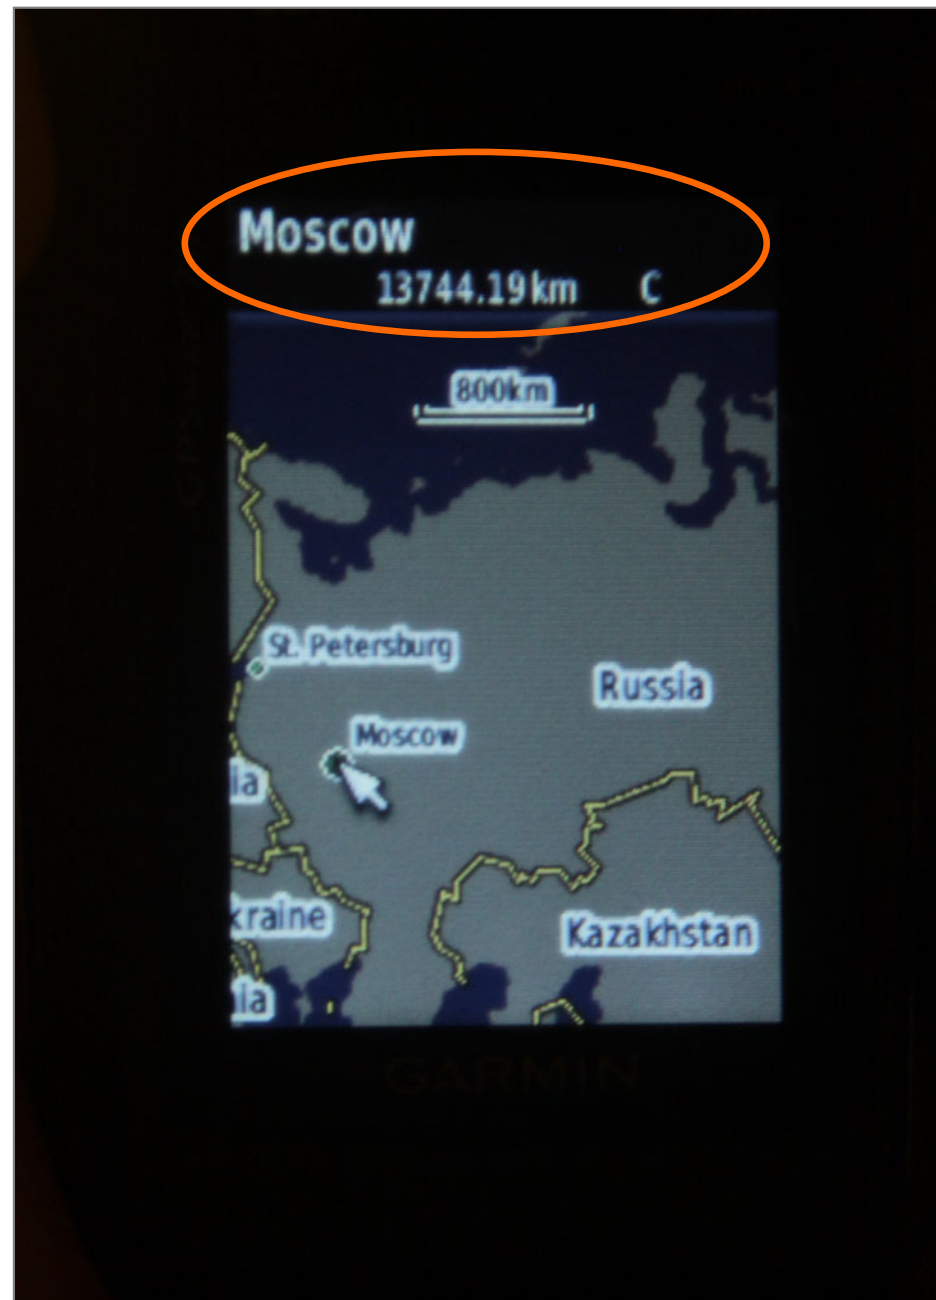 Moscow
13744.19km C
800km
St. Petersburg
Russia
Moscow
ia
kraine
Kazakhstan
ia
GARMIN